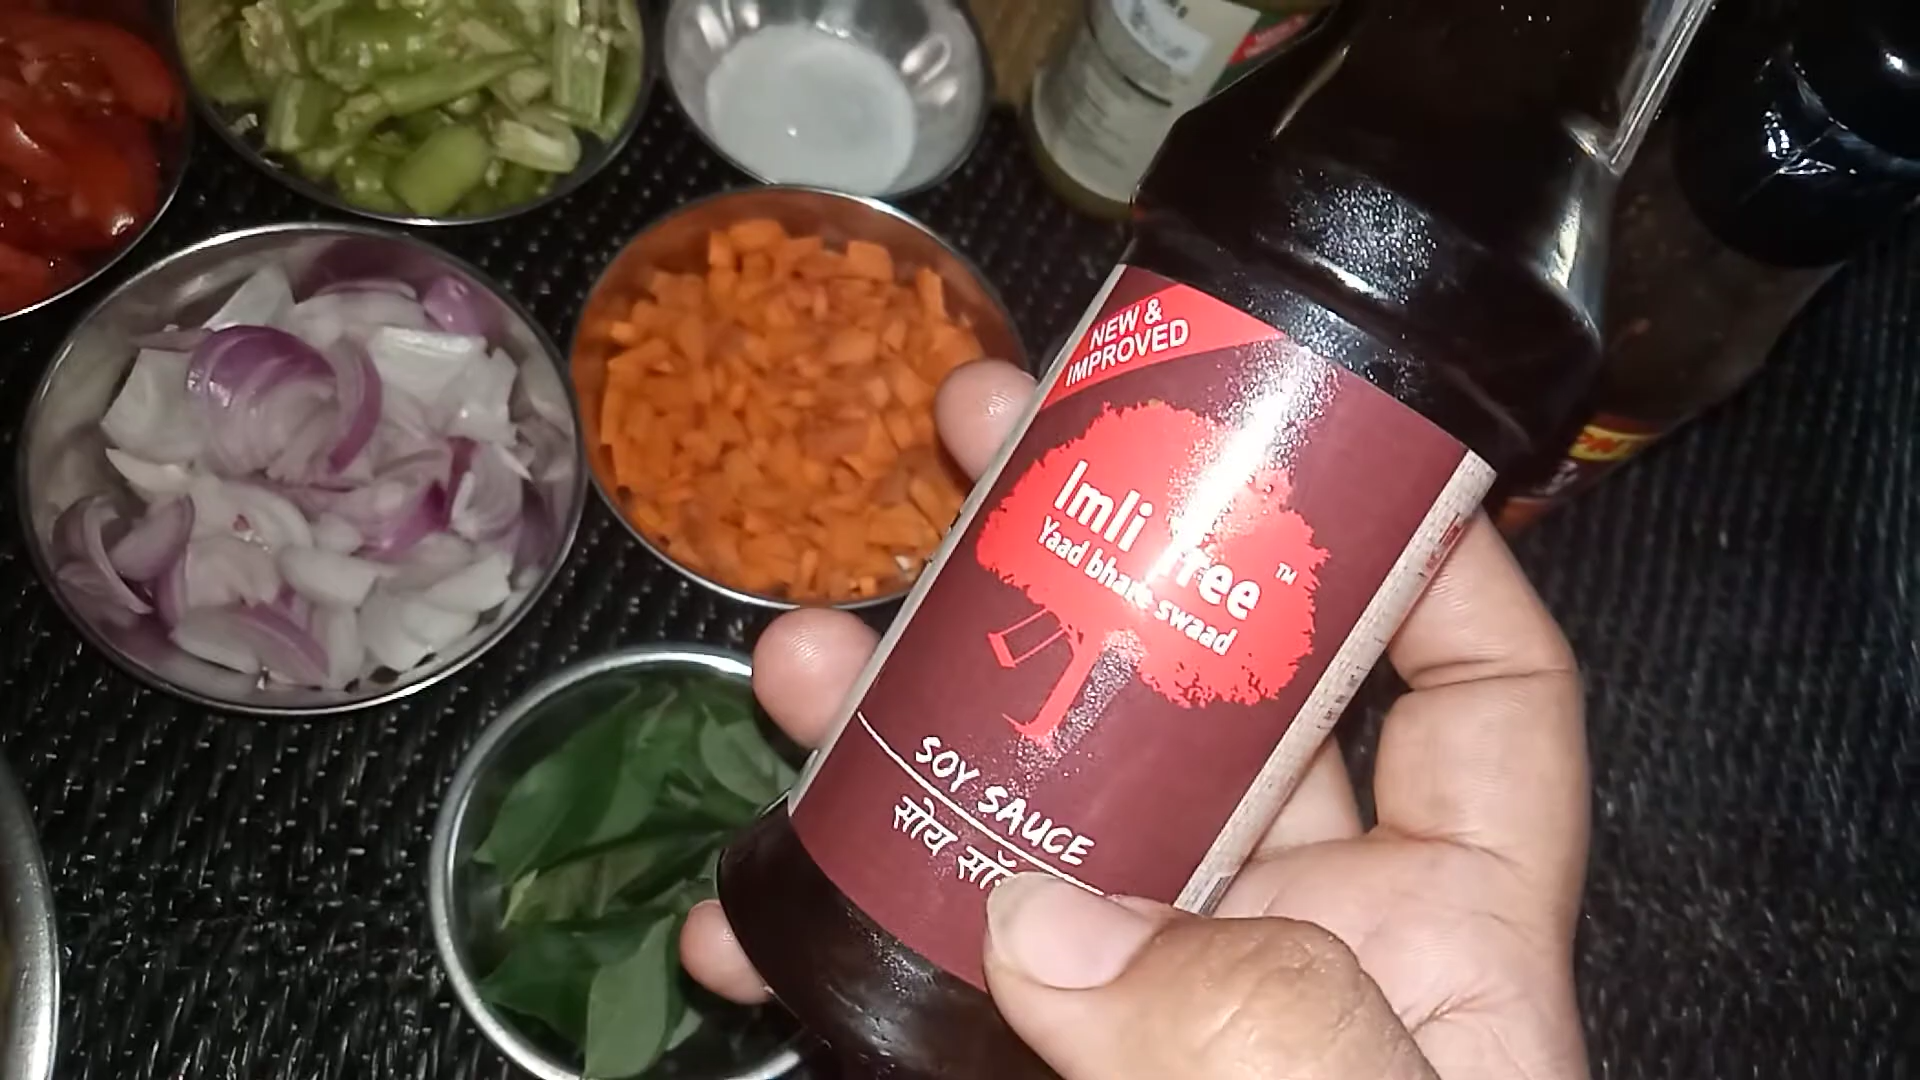 NEW &
IMPROVED
Imli Tree ™
Yaad bhare swaad
SOY SAUCE
सोय सॉस